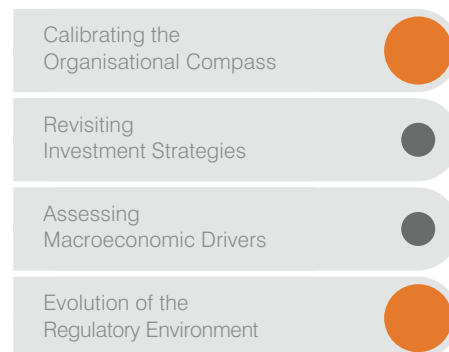 Calibrating the
Organisational Compass
Revisiting
Investment Strategies
Assessing
Macroeconomic Drivers
Evolution of the
Regulatory Environment